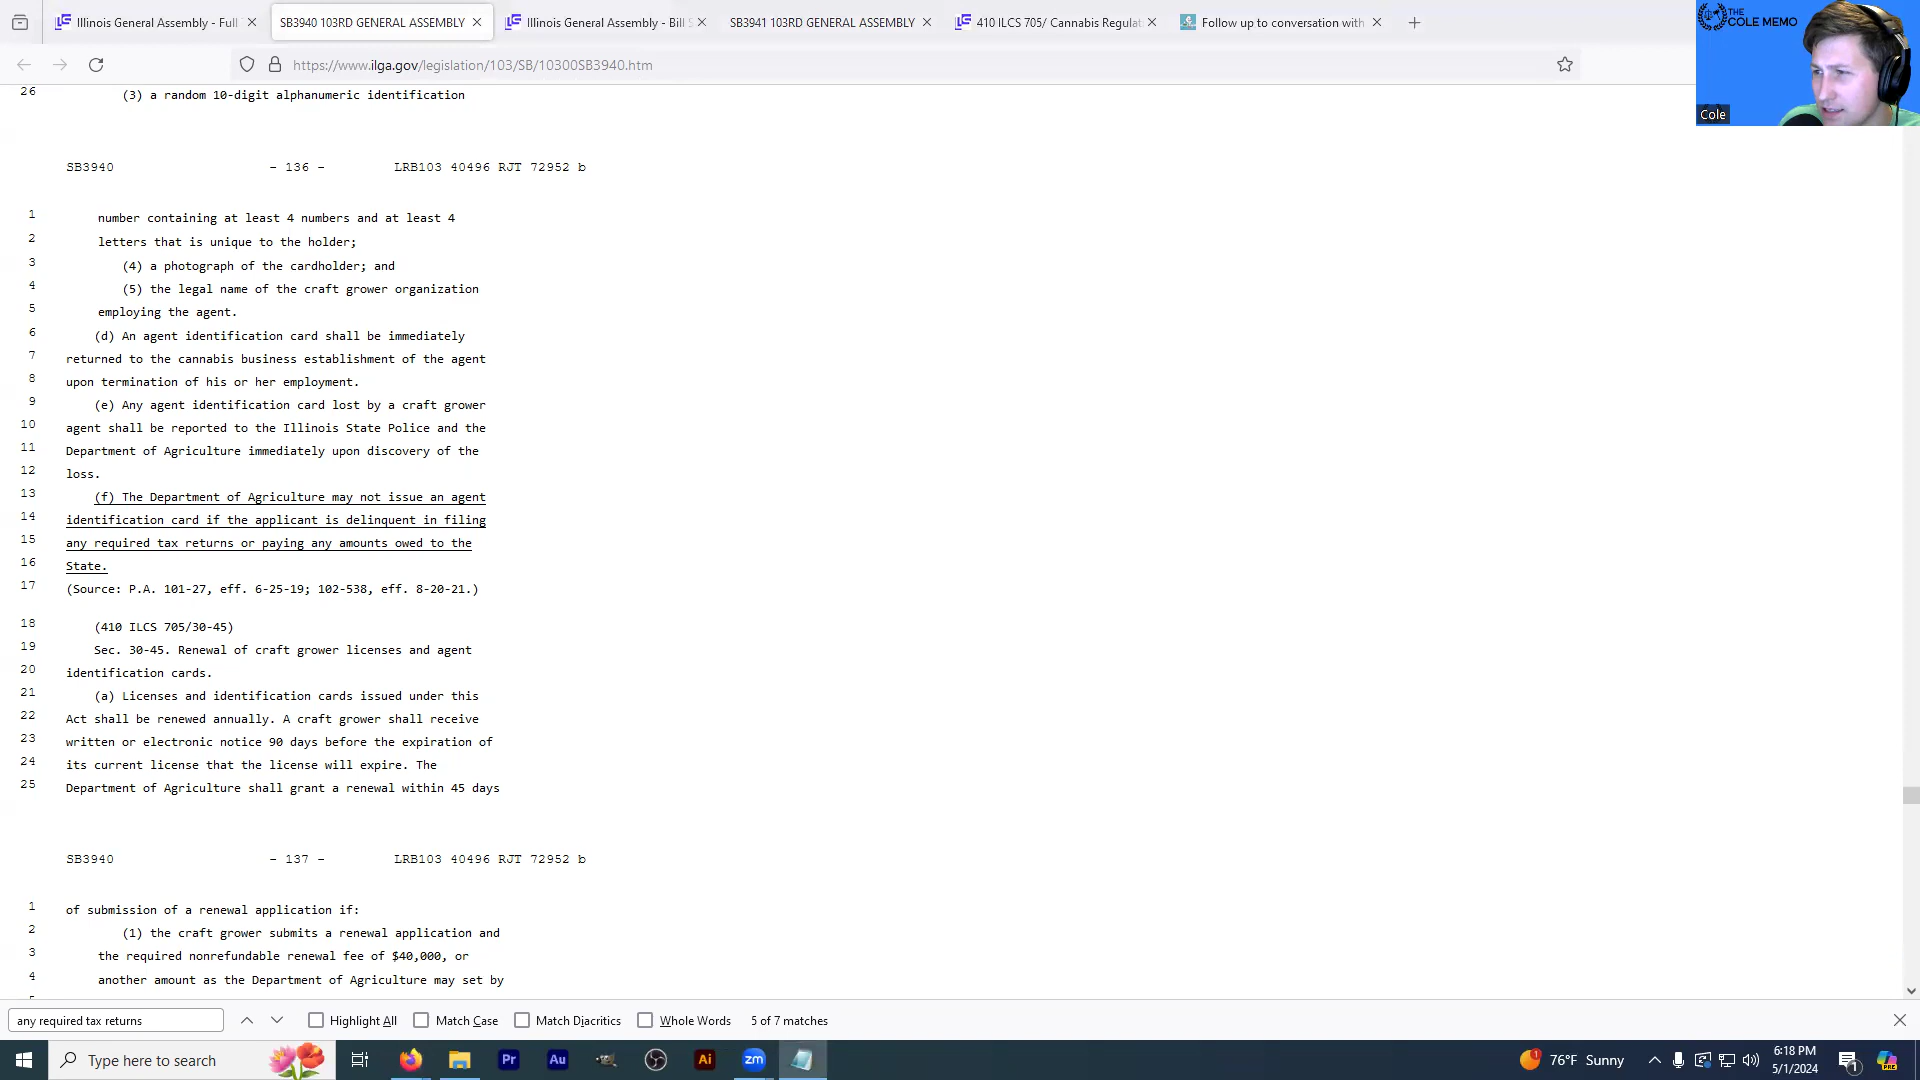 Illinois General Assembly - Full
SB3940 103RD GENERAL ASSEMBLY
Illinois General Assembly - Bill S
SB3941 103RD GENERAL ASSEMBLY
410 ILCS 705/ Cannabis Regulat
Follow up to conversation with
THE
COLE MEMO
Cole
https://www.ilga.gov/legislation/103/SB/10300SB3940.htm
26 (3) a random 10-digit alphanumeric identification
SB3940 - 136 - LRB103 40496 RJT 72952 b
1 number containing at least 4 numbers and at least 4
2 letters that is unique to the holder;
3 (4) a photograph of the cardholder; and
4 (5) the legal name of the craft grower organization
5 employing the agent.
6 (d) An agent identification card shall be immediately
7 returned to the cannabis business establishment of the agent
8 upon termination of his or her employment.
9 (e) Any agent identification card lost by a craft grower
10 agent shall be reported to the Illinois State Police and the
11 Department of Agriculture immediately upon discovery of the
12 loss.
13 (f) The Department of Agriculture may not issue an agent
14 identification card if the applicant is delinquent in filing
15 any required tax returns or paying any amounts owed to the
16 State.
17 (Source: P.A. 101-27, eff. 6-25-19; 102-538, eff. 8-20-21.)
18 (410 ILCS 705/30-45)
19 Sec. 30-45. Renewal of craft grower licenses and agent
20 identification cards.
21 (a) Licenses and identification cards issued under this
22 Act shall be renewed annually. A craft grower shall receive
23 written or electronic notice 90 days before the expiration of
24 its current license that the license will expire. The
25 Department of Agriculture shall grant a renewal within 45 days
SB3940 - 137 - LRB103 40496 RJT 72952 b
1 of submission of a renewal application if:
2 (1) the craft grower submits a renewal application and
3 the required nonrefundable renewal fee of $40,000, or
4 another amount as the Department of Agriculture may set by
any required tax returns
Highlight All
Match Case
Match Diacritics
Whole Words
5 of 7 matches
Type here to search
Pr
Au
Ai
zm
1
76°F Sunny
6:18 PM
5/1/2024
1
PRE